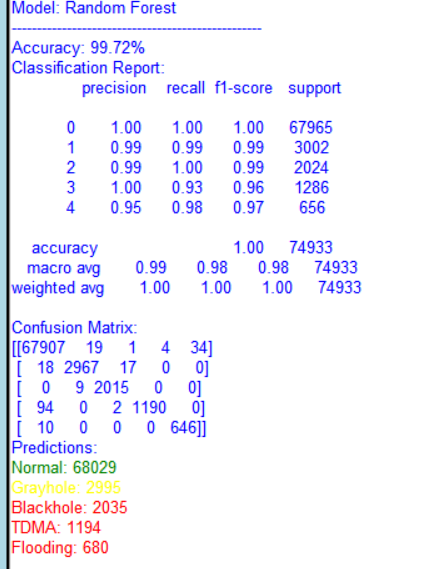 Model: Random Forest
--------------------------------------------------
Accuracy: 99.72%
Classification Report:
precision recall f1-score support
0 1.00 1.00 1.00 67965
1 0.99 0.99 0.99 3002
2 0.99 1.00 0.99 2024
3 1.00 0.93 0.96 1286
4 0.95 0.98 0.97 656
accuracy 1.00 74933
macro avg 0.99 0.98 0.98 74933
weighted avg 1.00 1.00 1.00 74933
Confusion Matrix:
[[67907 19 1 4 34]
[ 18 2967 17 0 0]
[ 0 9 2015 0 0]
[ 94 0 2 1190 0]
[ 10 0 0 0 646]]
Predictions:
Normal: 68029
Grayhole: 2995
Blackhole: 2035
TDMA: 1194
Flooding: 680